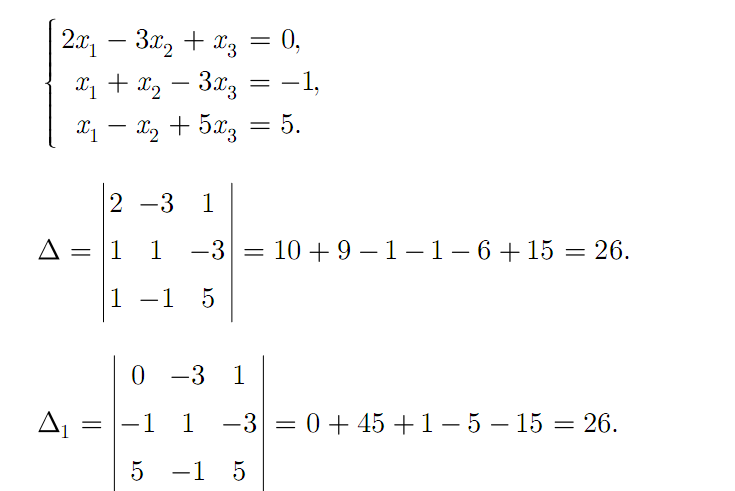 2x₁ − 3x₂ + x₃ = 0,
x₁ + x₂ − 3x₃ = −1,
x₁ − x₂ + 5x₃ = 5.
2 −3 1
Δ = 1 1 −3 = 10 + 9 − 1 − 1 − 6 + 15 = 26.
1 −1 5
0 −3 1
Δ₁ = −1 1 −3 = 0 + 45 + 1 − 5 − 15 = 26.
5 −1 5